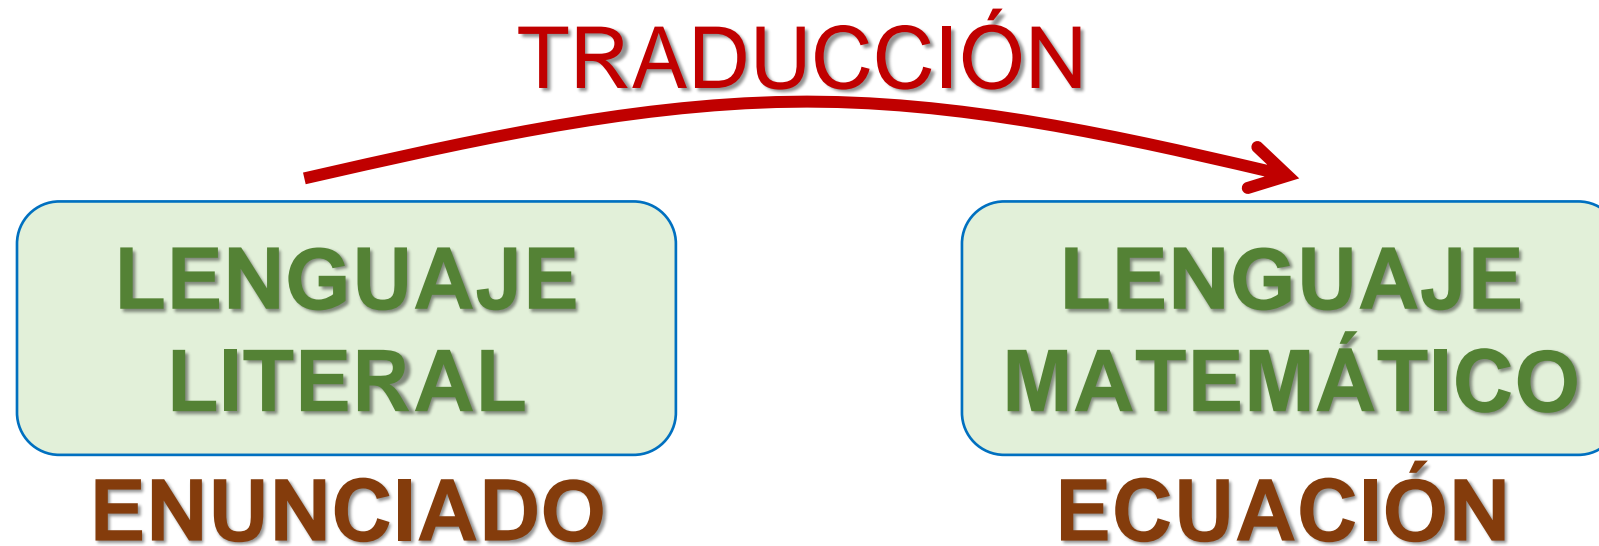 TRADUCCIÓN
LENGUAJE
LITERAL
LENGUAJE
MATEMÁTICO
ENUNCIADO
ECUACIÓN